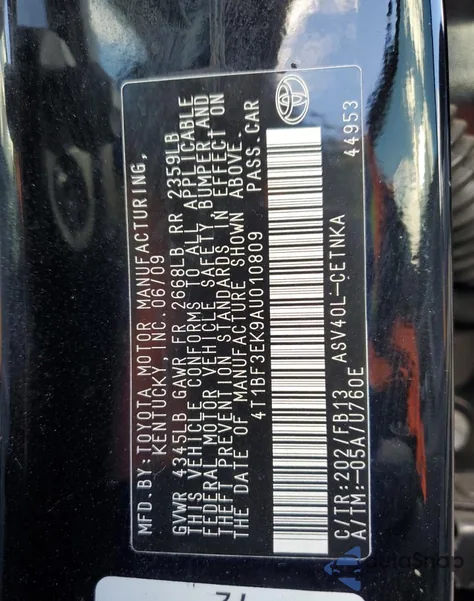 MFD.BY:TOYOTA MOTOR MANUFACTURING,
KENTUCKY INC. 06/09
GVWR 4345LB GAWR FR 2668LB RR 2359LB
THIS VEHICLE CONFORMS TO ALL APPLICABLE
FEDERAL MOTOR VEHICLE SAFETY, BUMPER AND
THEFT PREVENTION STANDARDS IN EFFECT ON
THE DATE OF MANUFACTURE SHOWN ABOVE.
4T1BF3EK9AU010809 PASS.CAR
C/TR:202/FB13 ASV40L-CETNKA 44953
A/TM:-05A/U760E
AutoSnap